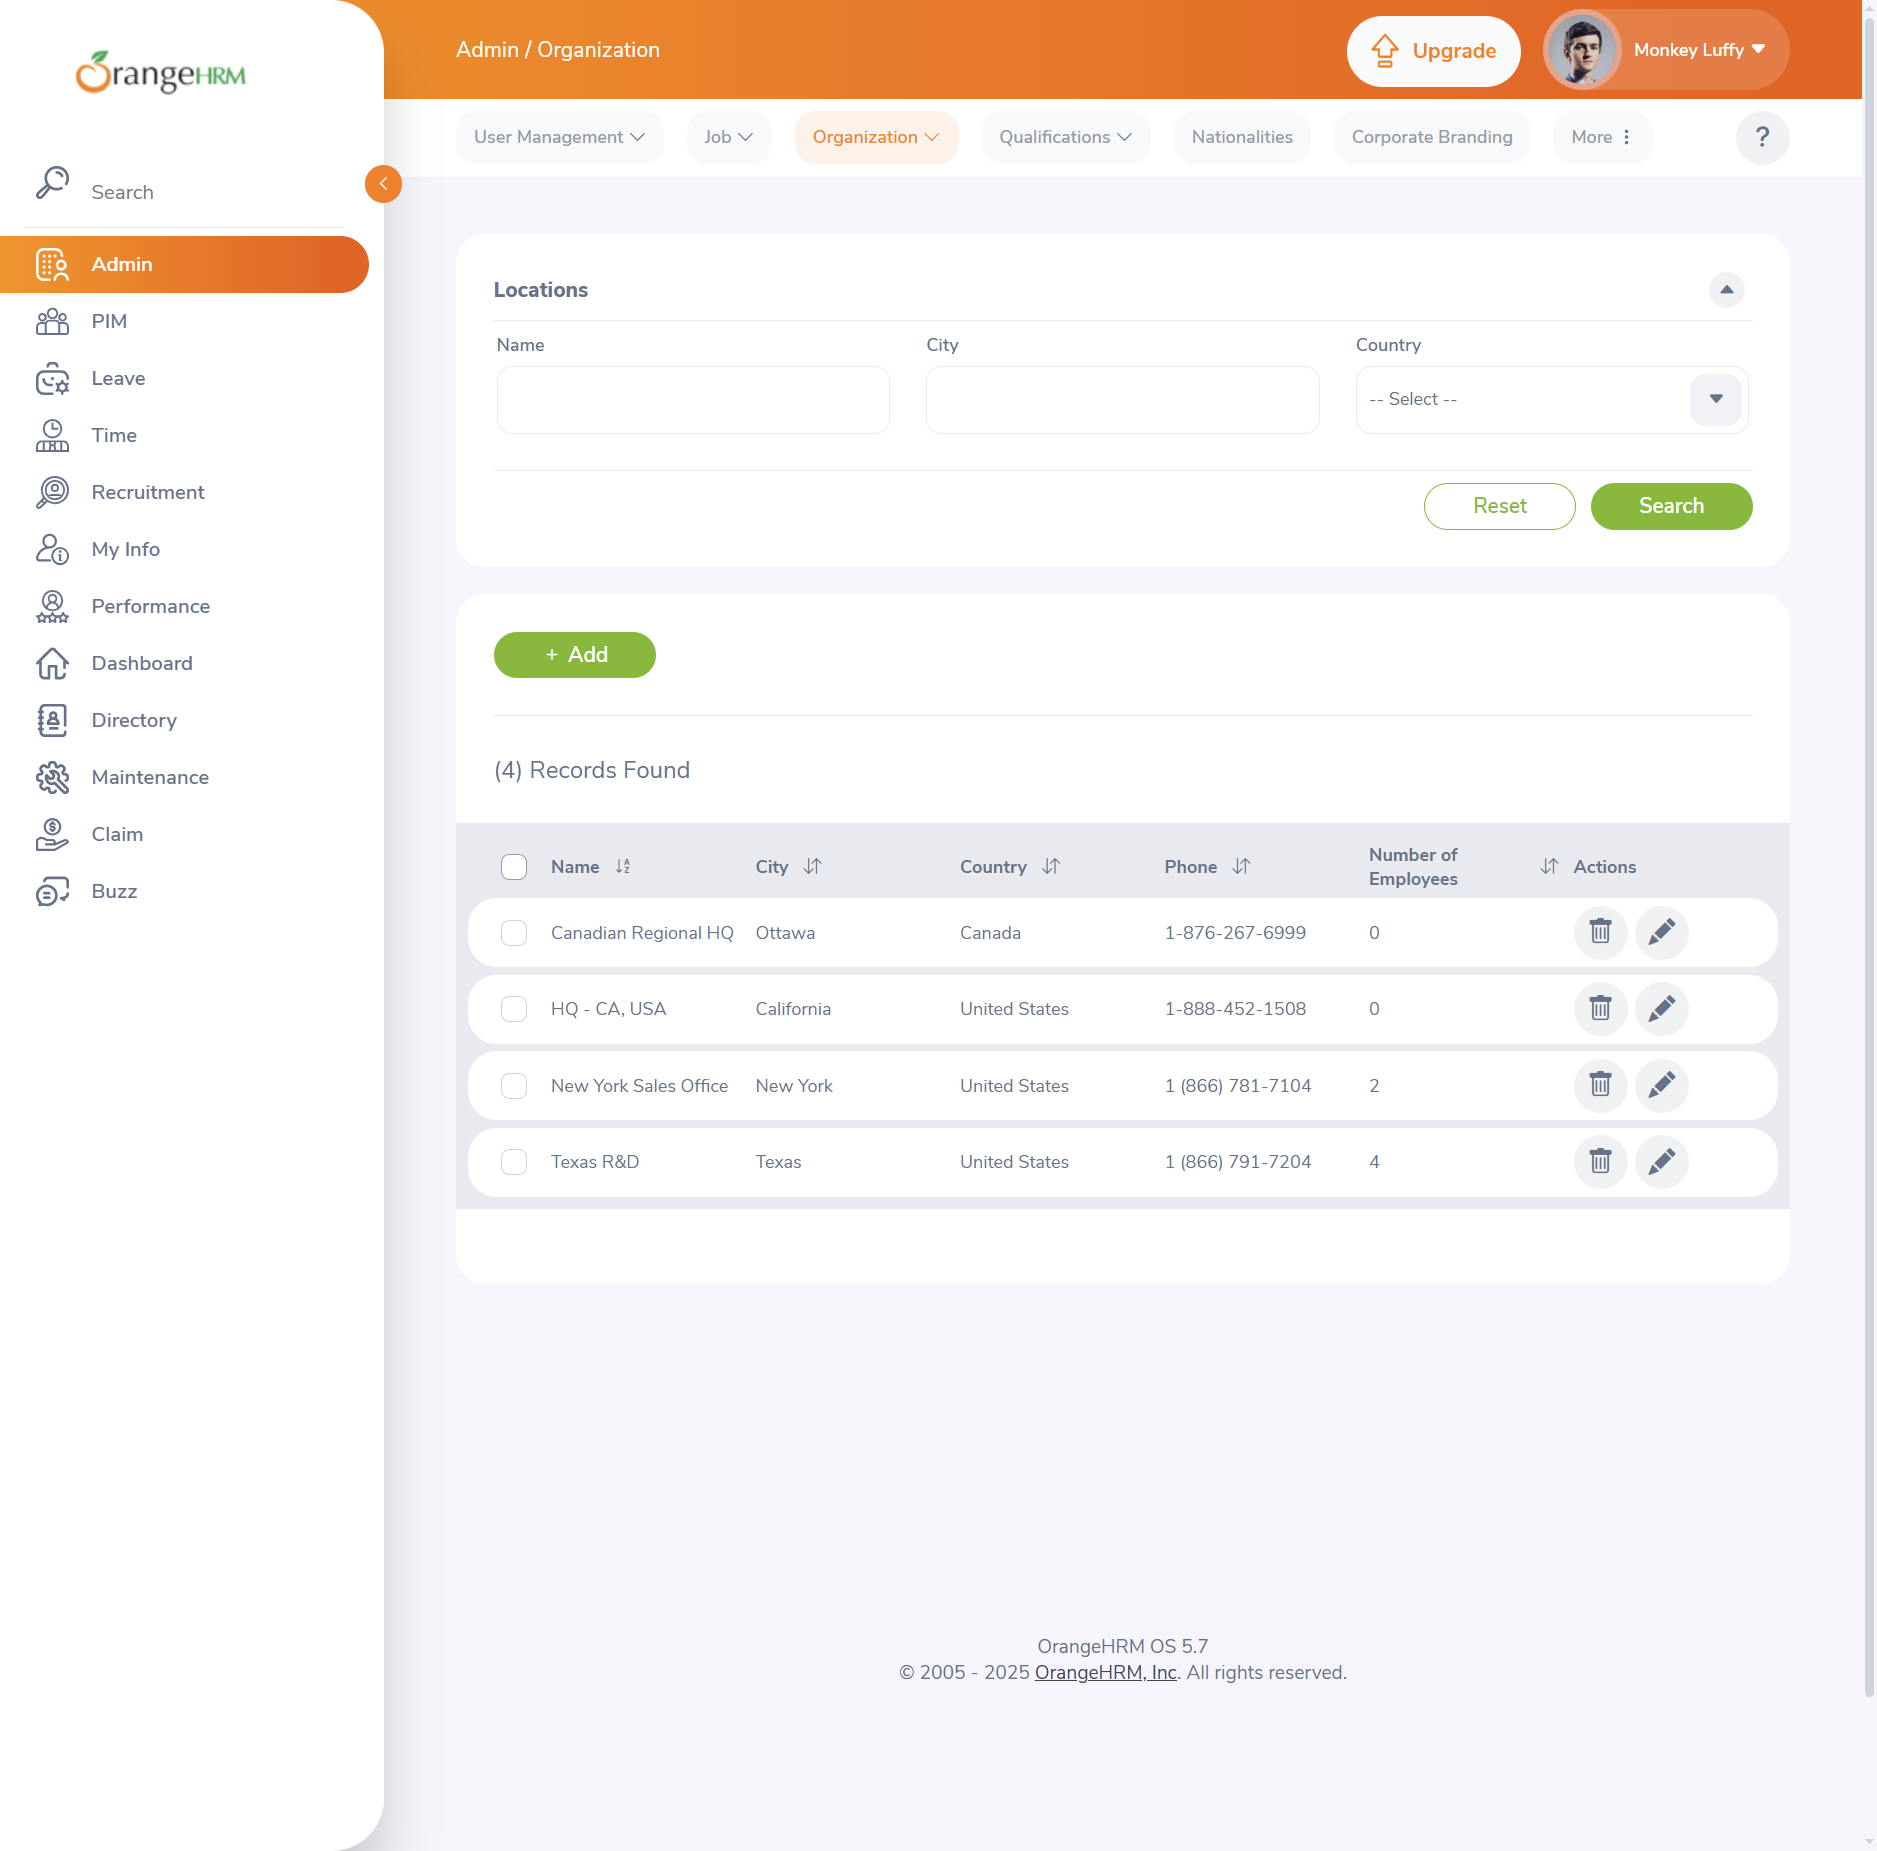 OrangeHRM
Admin / Organization
Upgrade
Monkey Luffy
User Management
Job
Organization
Qualifications
Nationalities
Corporate Branding
More
?
Search
Admin
PIM
Leave
Time
Recruitment
My Info
Performance
Dashboard
Directory
Maintenance
Claim
Buzz
Locations
Name City Country
-- Select --
Reset Search
+ Add
(4) Records Found
Name City Country Phone Number of Employees Actions
Canadian Regional HQ Ottawa Canada 1-876-267-6999 0
HQ - CA, USA California United States 1-888-452-1508 0
New York Sales Office New York United States 1 (866) 781-7104 2
Texas R&D Texas United States 1 (866) 791-7204 4
OrangeHRM OS 5.7
© 2005 - 2025 OrangeHRM, Inc. All rights reserved.